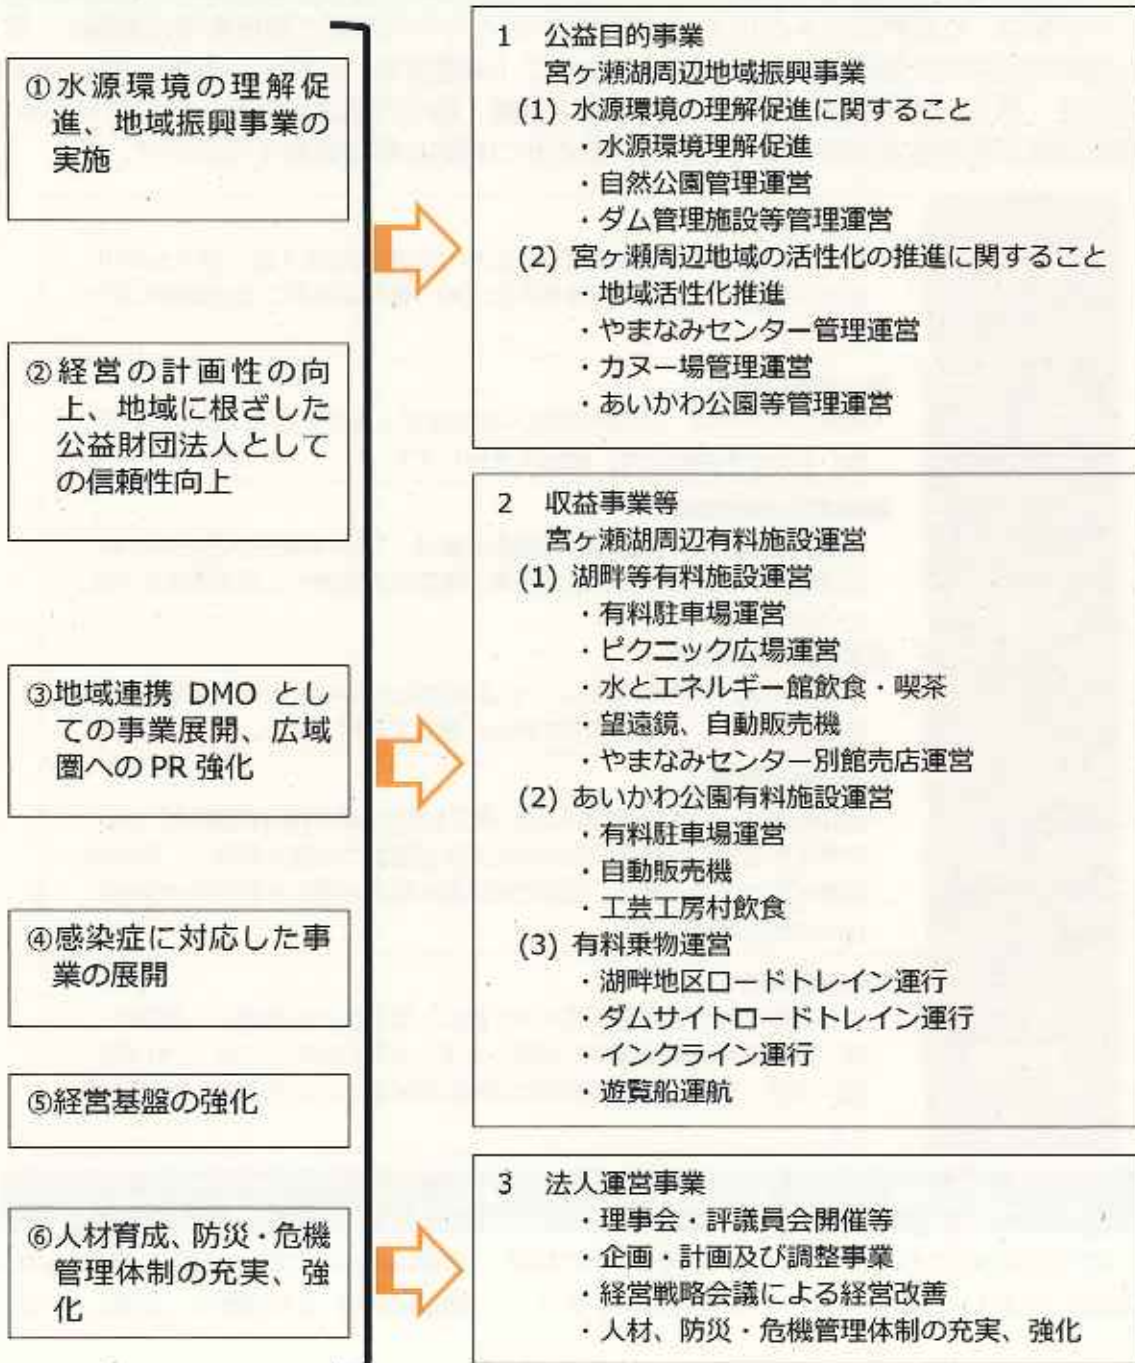 ①水源環境の理解促
進、地域振興事業の
実施
②経営の計画性の向
上、地域に根ざした
公益財団法人として
の信頼性向上
③地域連携 DMO とし
ての事業展開、広域
圏への PR 強化
④感染症に対応した事
業の展開
⑤経営基盤の強化
⑥人材育成、防災・危機
管理体制の充実、強
化
1 公益目的事業
宮ヶ瀬湖周辺地域振興事業
(1) 水源環境の理解促進に関すること
・水源環境理解促進
・自然公園管理運営
・ダム管理施設等管理運営
(2) 宮ヶ瀬周辺地域の活性化の推進に関すること
・地域活性化推進
・やまなみセンター管理運営
・カヌー場管理運営
・あいかわ公園等管理運営
2 収益事業等
宮ヶ瀬湖周辺有料施設運営
(1) 湖畔等有料施設運営
・有料駐車場運営
・ピクニック広場運営
・水とエネルギー館飲食・喫茶
・望遠鏡、自動販売機
・やまなみセンター別館売店運営
(2) あいかわ公園有料施設運営
・有料駐車場運営
・自動販売機
・工芸工房村飲食
(3) 有料乗物運営
・湖畔地区ロードトレイン運行
・ダムサイトロードトレイン運行
・インクライン運行
・遊覧船運航
3 法人運営事業
・理事会・評議員会開催等
・企画・計画及び調整事業
・経営戦略会議による経営改善
・人材、防災・危機管理体制の充実、強化